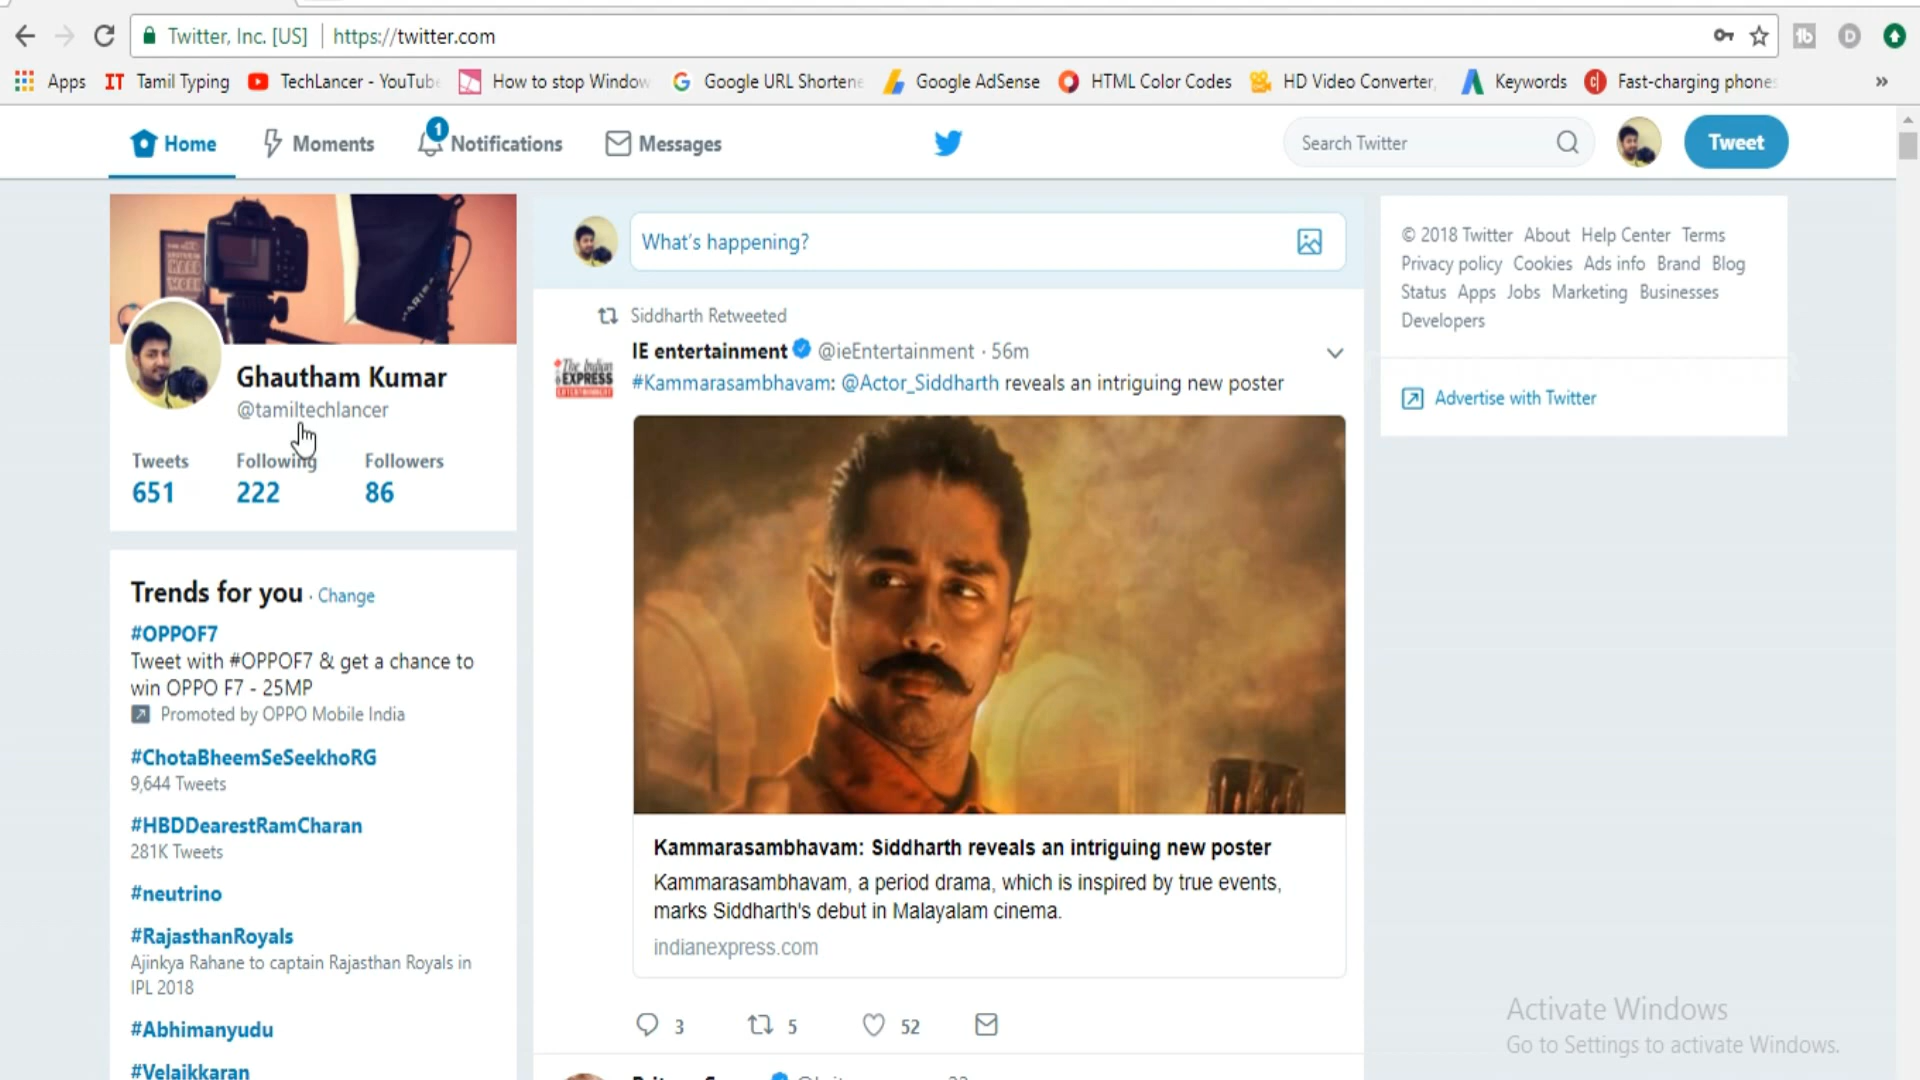 Twitter, Inc. [US] https://twitter.com
Apps Tamil Typing TechLancer - YouTub How to stop Window Google URL Shortene Google AdSense HTML Color Codes HD Video Converter, Keywords Fast-charging phone »
Home Moments 1 Notifications Messages Search Twitter Tweet
What's happening?
Ghautham Kumar
@tamiltechlancer
Tweets Following Followers
651 222 86
Trends for you · Change
#OPPOF7
Tweet with #OPPOF7 & get a chance to
win OPPO F7 - 25MP
Promoted by OPPO Mobile India
#ChotaBheemSeSeekhoRG
9,644 Tweets
#HBDDearestRamCharan
281K Tweets
#neutrino
#RajasthanRoyals
Ajinkya Rahane to captain Rajasthan Royals in
IPL 2018
#Abhimanyudu
#Velaikkaran
Siddharth Retweeted
IE entertainment @ieEntertainment · 56m
#Kammarasambhavam: @Actor_Siddharth reveals an intriguing new poster
The Indian
EXPRESS
ENTERTAINMENT
Kammarasambhavam: Siddharth reveals an intriguing new poster
Kammarasambhavam, a period drama, which is inspired by true events,
marks Siddharth's debut in Malayalam cinema.
indianexpress.com
3 5 52
© 2018 Twitter About Help Center Terms
Privacy policy Cookies Ads info Brand Blog
Status Apps Jobs Marketing Businesses
Developers
Advertise with Twitter
Activate Windows
Go to Settings to activate Windows.